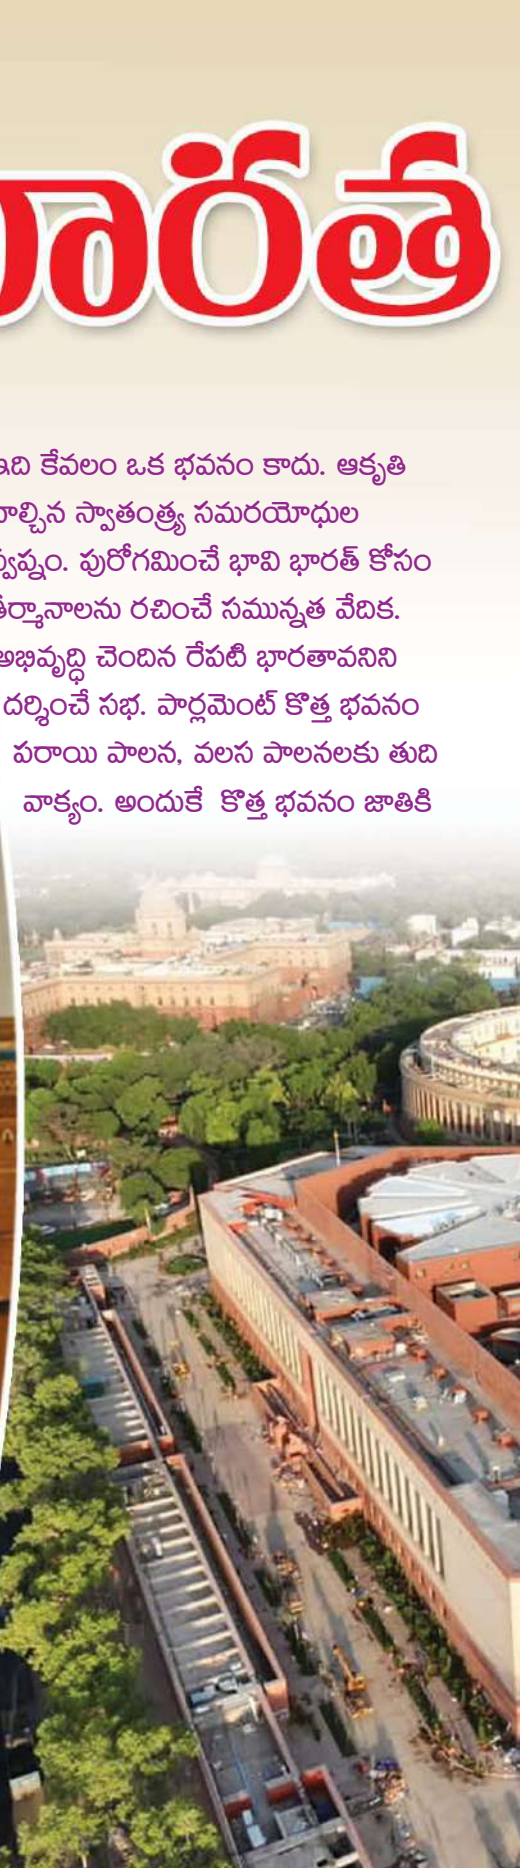 భారత
ఇది కేవలం ఒక భవనం కాదు. ఆకృతి
దాల్చిన స్వాతంత్ర్య సమరయోధుల
స్వప్నం. పురోగమించే భావి భారత్ కోసం
తీర్మానాలను రచించే సమున్నత వేదిక.
అభివృద్ధి చెందిన రేపటి భారతావనిని
దర్శించే సభ. పార్లమెంట్ కొత్త భవనం
పరాయి పాలన, వలస పాలనలకు తుది
వాక్యం. అందుకే కొత్త భవనం జాతికి